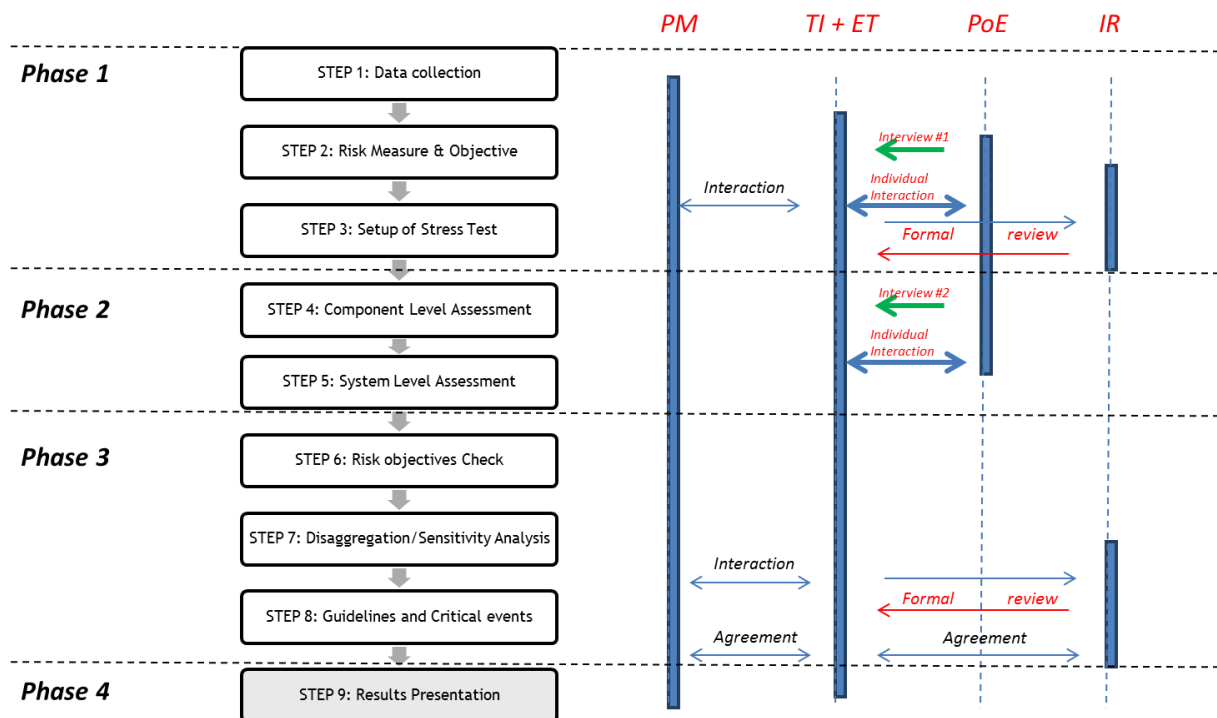 PM TI + ET PoE IR
Phase 1
STEP 1: Data collection
STEP 2: Risk Measure & Objective
Interview #1
Individual
Interaction
Interaction
STEP 3: Setup of Stress Test
Formal review
Phase 2
STEP 4: Component Level Assessment
Interview #2
Individual
Interaction
STEP 5: System Level Assessment
Phase 3
STEP 6: Risk objectives Check
STEP 7: Disaggregation/Sensitivity Analysis
Interaction
STEP 8: Guidelines and Critical events
Formal review
Agreement Agreement
Phase 4
STEP 9: Results Presentation